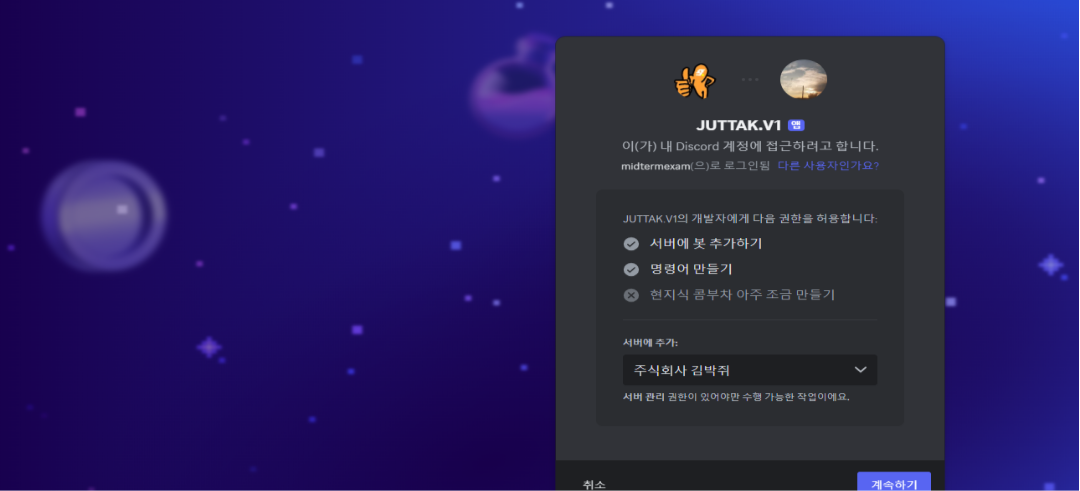 JUTTAK.V1 앱
이(가) 내 Discord 계정에 접근하려고 합니다.
midtermexam(으)로 로그인됨 다른 사용자인가요?
JUTTAK.V1의 개발자에게 다음 권한을 허용합니다:
서버에 봇 추가하기
명령어 만들기
현지식 콤부차 아주 조금 만들기
서버에 추가:
주식회사 김박쥐
서버 관리 권한이 있어야만 수행 가능한 작업이에요.
취소 계속하기